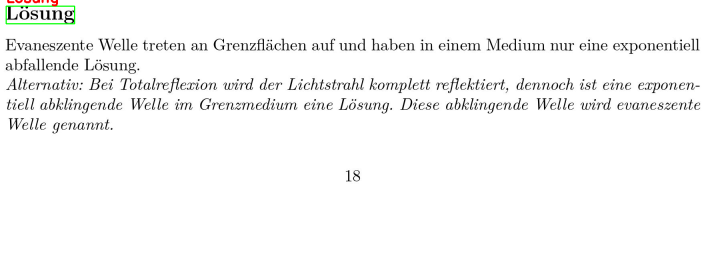 Lösung
Lösung
Evaneszente Welle treten an Grenzflächen auf und haben in einem Medium nur eine exponentiell
abfallende Lösung.
Alternativ: Bei Totalreflexion wird der Lichtstrahl komplett reflektiert, dennoch ist eine exponen-
tiell abklingende Welle im Grenzmedium eine Lösung. Diese abklingende Welle wird evaneszente
Welle genannt.
18